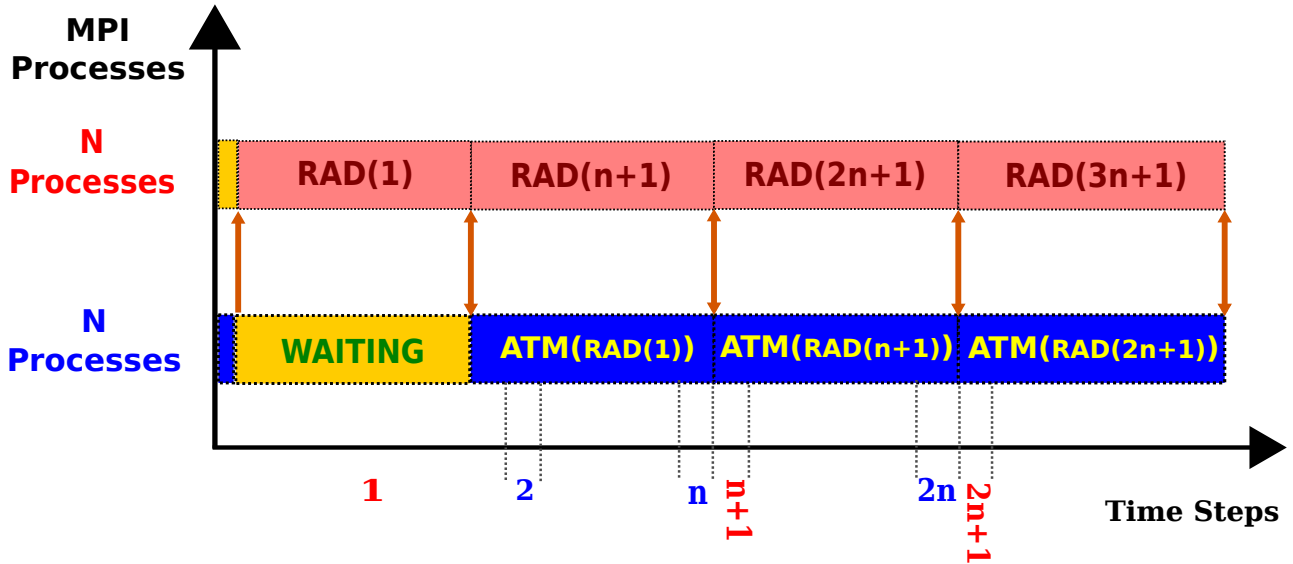 MPI
Processes
N
Processes
RAD(1)
RAD(n+1)
RAD(2n+1)
RAD(3n+1)
N
Processes
WAITING
ATM(RAD(1))
ATM(RAD(n+1))
ATM(RAD(2n+1))
1
2
n
n+1
2n
2n+1
Time Steps